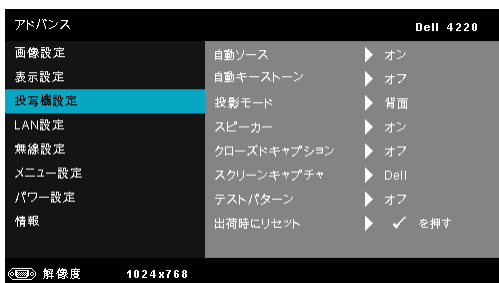 アドバンス Dell 4220
画像設定
表示設定
投写機設定
LAN設定
無線設定
メニュー設定
パワー設定
情報
自動ソース オン
自動キーストーン オフ
投影モード 背面
スピーカー オン
クローズドキャプション オフ
スクリーンキャプチャ Dell
テストパターン オフ
出荷時にリセット ✓ を押す
解像度 1024x768